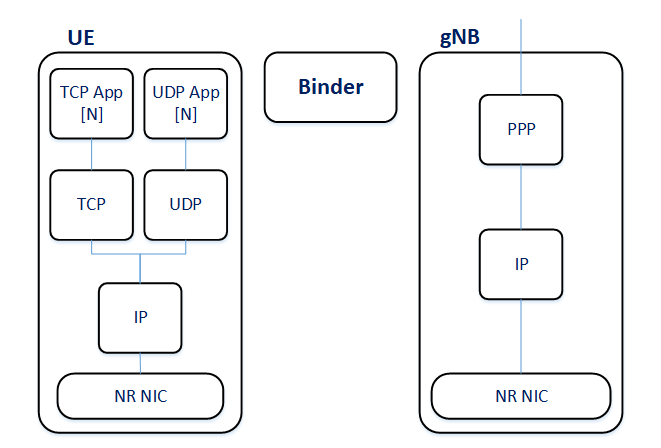 UE
TCP App
[N]
UDP App
[N]
TCP
UDP
IP
NR NIC
Binder
gNB
PPP
IP
NR NIC